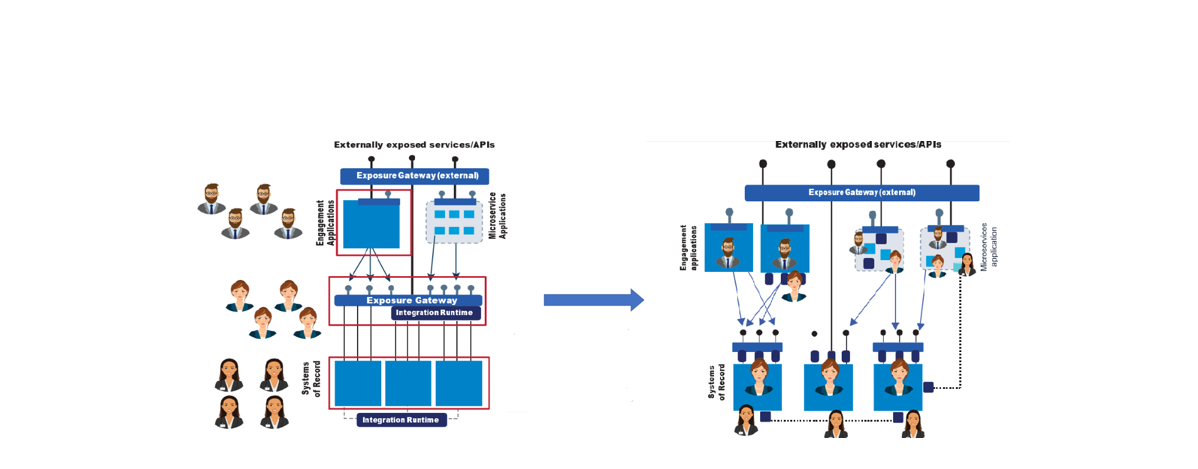 Externally exposed services/APIs
Exposure Gateway (external)
Engagement
Applications
Microservice
Applications
Exposure Gateway
Integration Runtime
Systems
of Record
Integration Runtime
Externally exposed services/APIs
Exposure Gateway (external)
Engagement
applications
Microservices
application
Systems
of Record